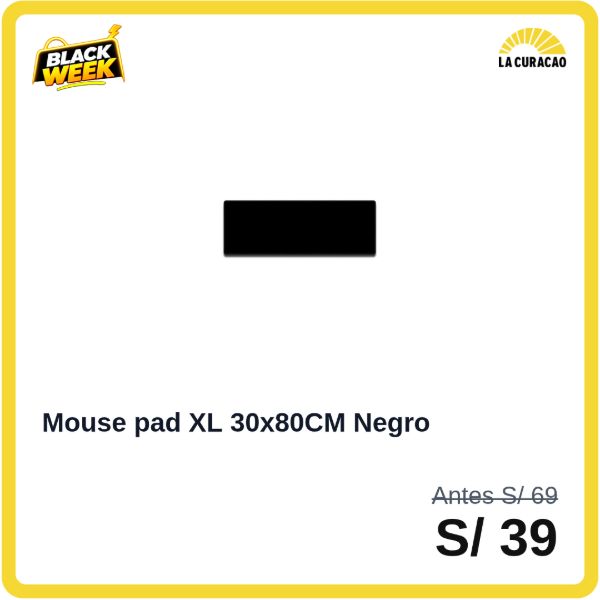 BLACK
WEEK
LA CURACAO
Mouse pad XL 30x80CM Negro
Antes S/ 69
S/ 39